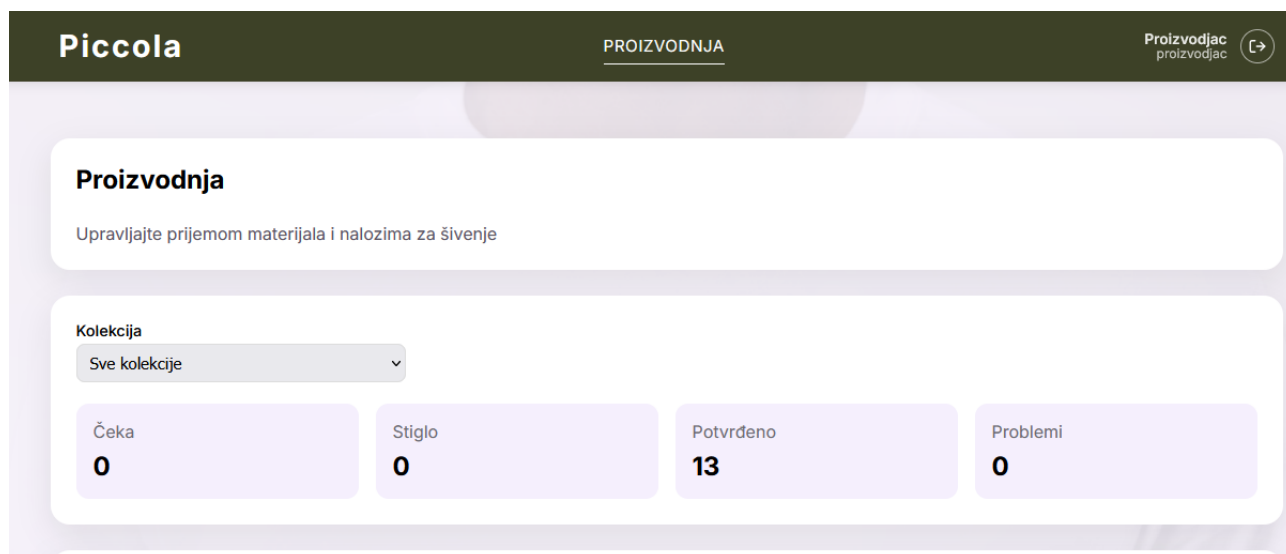 Piccola
PROIZVODNJA
Proizvodjac
proizvodjac
Proizvodnja
Upravljajte prijemom materijala i nalozima za šivenje
Kolekcija
Sve kolekcije
Čeka
0
Stiglo
0
Potvrđeno
13
Problemi
0